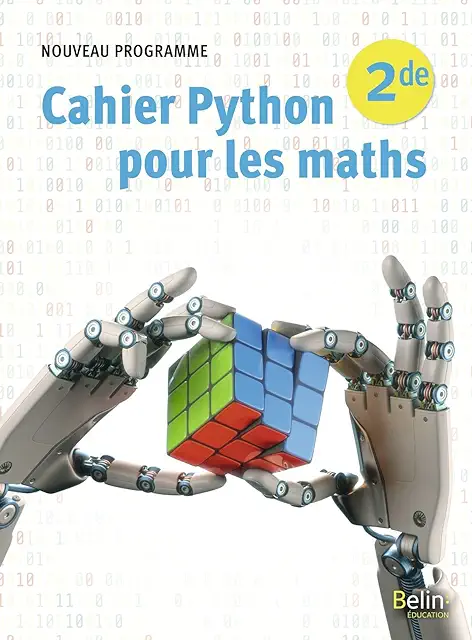 NOUVEAU PROGRAMME
2de
Cahier Python
pour les maths
Belin:
ÉDUCATION